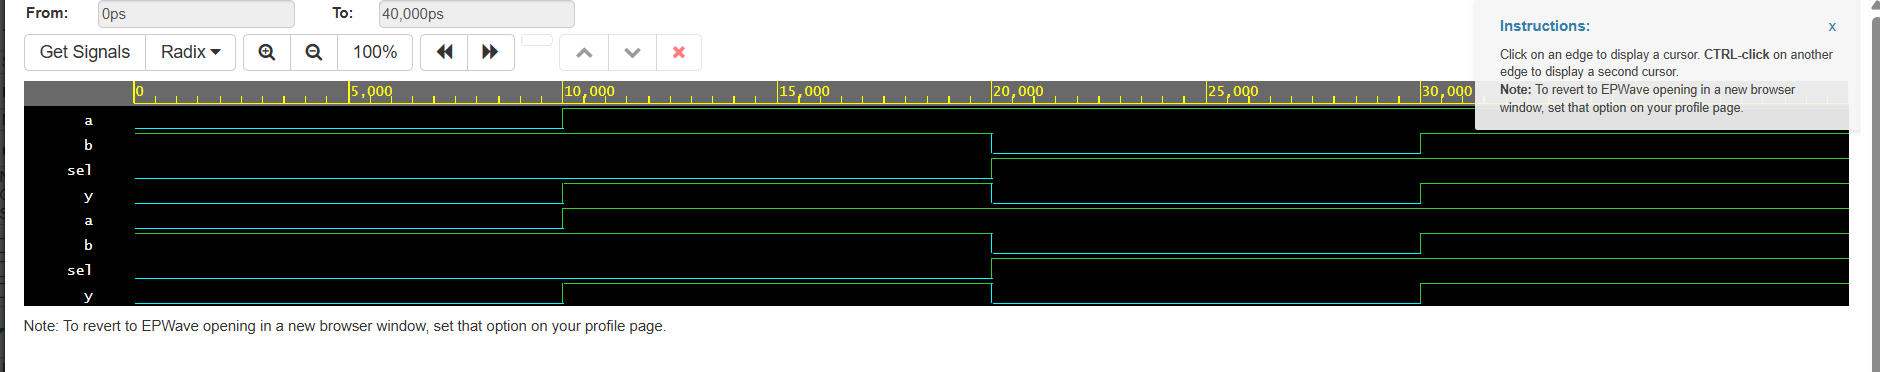 From: 0ps To: 40,000ps
Get Signals Radix 100%
Instructions: x
Click on an edge to display a cursor. CTRL-click on another
edge to display a second cursor.
Note: To revert to EPWave opening in a new browser
window, set that option on your profile page.
0 5,000 10,000 15,000 20,000 25,000 30,000
a
b
sel
y
a
b
sel
y
Note: To revert to EPWave opening in a new browser window, set that option on your profile page.